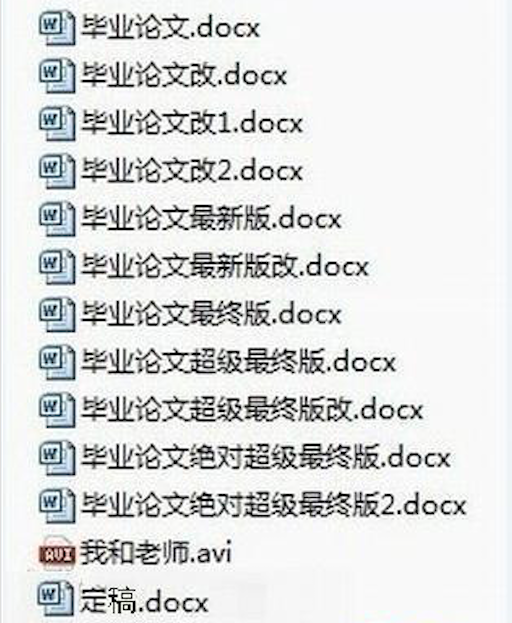 毕业论文.docx
毕业论文改.docx
毕业论文改1.docx
毕业论文改2.docx
毕业论文最新版.docx
毕业论文最新版改.docx
毕业论文最终版.docx
毕业论文超级最终版.docx
毕业论文超级最终版改.docx
毕业论文绝对超级最终版.docx
毕业论文绝对超级最终版2.docx
我和老师.avi
定稿.docx